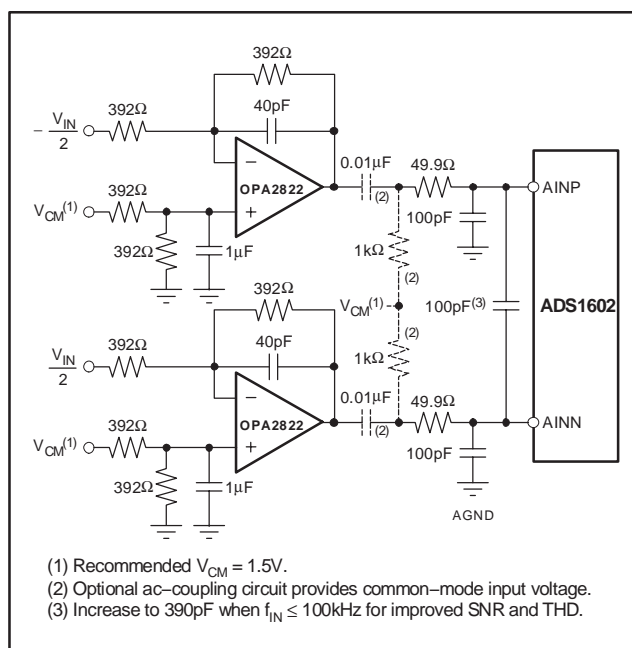 392Ω
392Ω
40pF
− V_IN/2
OPA2822
392Ω
V_CM(1)
392Ω
1μF
0.01μF
(2)
49.9Ω
AINP
100pF
1kΩ
(2)
V_CM(1)
100pF(3)
ADS1602
(2)
1kΩ
392Ω
392Ω
40pF
V_IN/2
OPA2822
392Ω
V_CM(1)
392Ω
1μF
0.01μF
(2)
49.9Ω
AINN
100pF
AGND
(1) Recommended V_CM = 1.5V.
(2) Optional ac−coupling circuit provides common−mode input voltage.
(3) Increase to 390pF when f_IN ≤ 100kHz for improved SNR and THD.